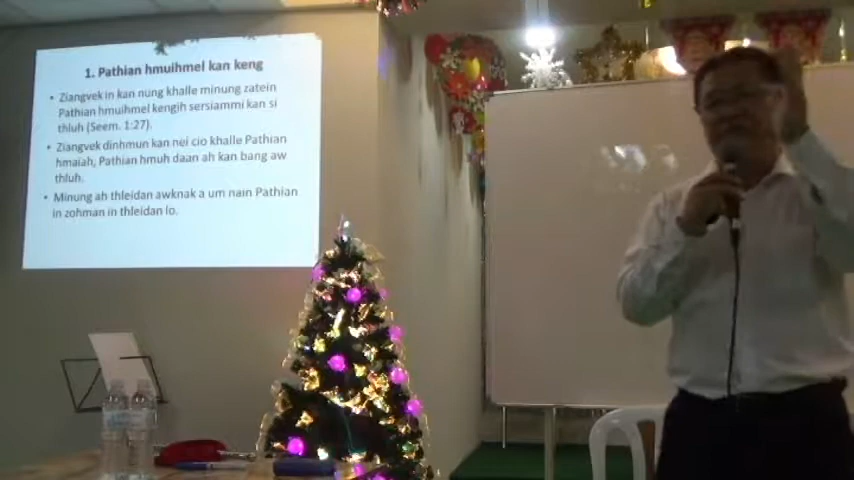 1. Pathian hmuihmel kan keng
• Ziangvek in kan nung khalle minung zatein
Pathian hmuihmel kengih sersiammi kan si
thluh (Seem. 1:27).
• Ziangvek dinhmun kan nei cio khalle Pathian
hmaiah, Pathian hmuh daan ah kan bang aw
thluh.
• Minung ah thleidan awknak a um nain Pathian
in zohman in thleidan lo.